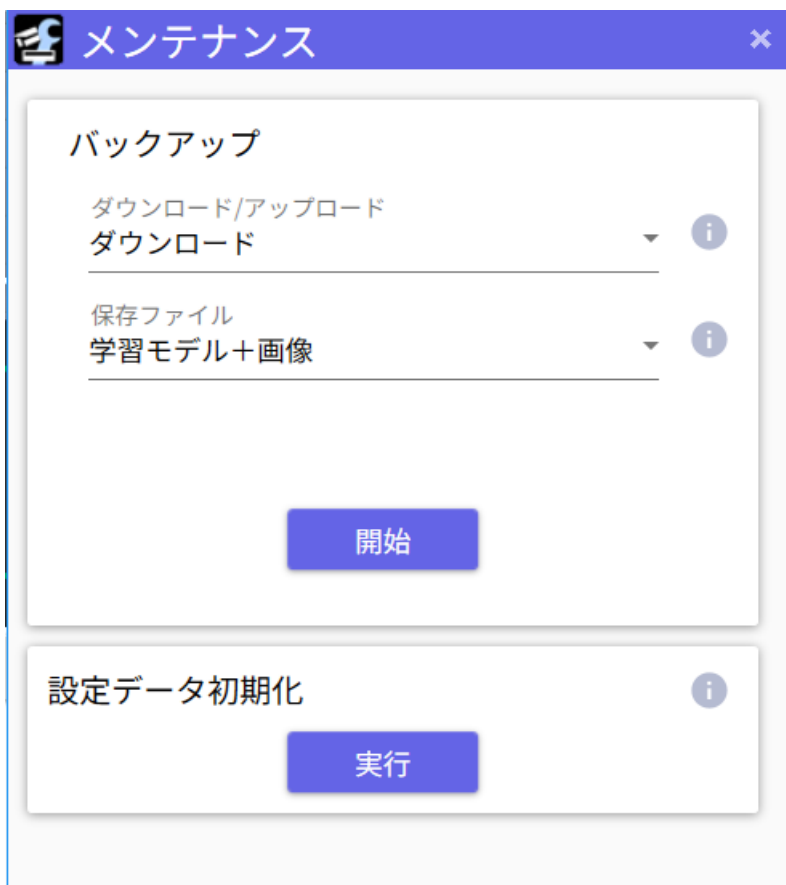 メンテナンス
バックアップ
ダウンロード/アップロード
ダウンロード
保存ファイル
学習モデル＋画像
開始
設定データ初期化
実行